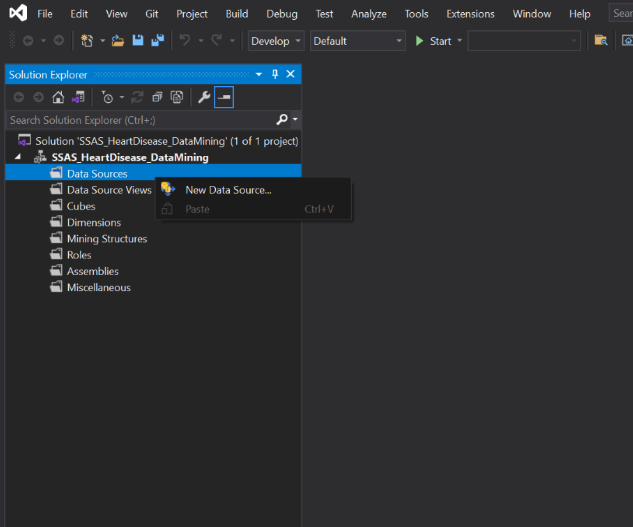 File Edit View Git Project Build Debug Test Analyze Tools Extensions Window Help Sea
Develop Default Start
Solution Explorer
Search Solution Explorer (Ctrl+;)
Solution 'SSAS_HeartDisease_DataMining' (1 of 1 project)
SSAS_HeartDisease_DataMining
Data Sources
Data Source Views New Data Source...
Cubes Paste Ctrl+V
Dimensions
Mining Structures
Roles
Assemblies
Miscellaneous